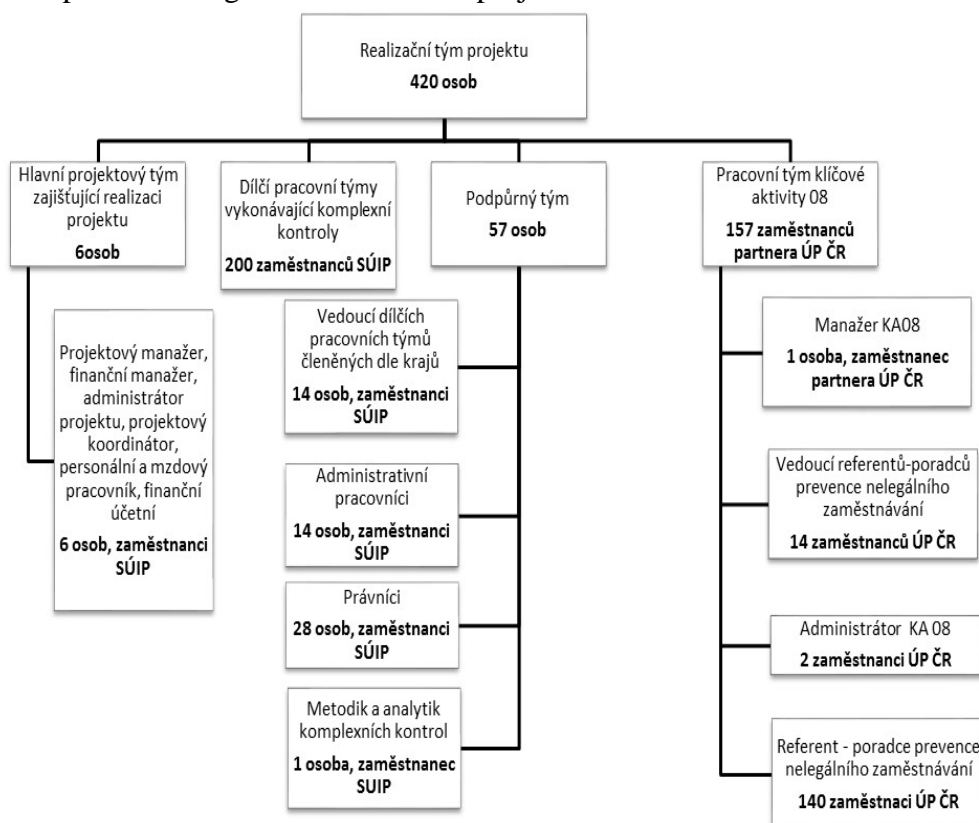 Realizační tým projektu
420 osob
Hlavní projektový tým
zajišťující realizaci
projektu
6osob
Dílčí pracovní týmy
vykonávající komplexní
kontroly
200 zaměstnanců SÚIP
Podpůrný tým
57 osob
Pracovní tým klíčové
aktivity 08
157 zaměstnanců
partnera ÚP ČR
Projektový manažer,
finanční manažer,
administrátor
projektu, projektový
koordinátor,
personální a mzdový
pracovník, finanční
účetní
6 osob, zaměstnanci
SÚIP
Vedoucí dílčích
pracovních týmů
členěných dle krajů
14 osob, zaměstnanci
SÚIP
Administrativní
pracovníci
14 osob, zaměstnanci
SÚIP
Právníci
28 osob, zaměstnanci
SÚIP
Metodik a analytik
komplexních kontrol
1 osoba, zaměstnanec
SUIP
Manažer KA08
1 osoba, zaměstnanec
partnera ÚP ČR
Vedoucí referentů-poradců
prevence nelegálního
zaměstnávání
14 zaměstnanců ÚP ČR
Administrátor KA 08
2 zaměstnanci ÚP ČR
Referent - poradce prevence
nelegálního zaměstnávání
140 zaměstnaci ÚP ČR